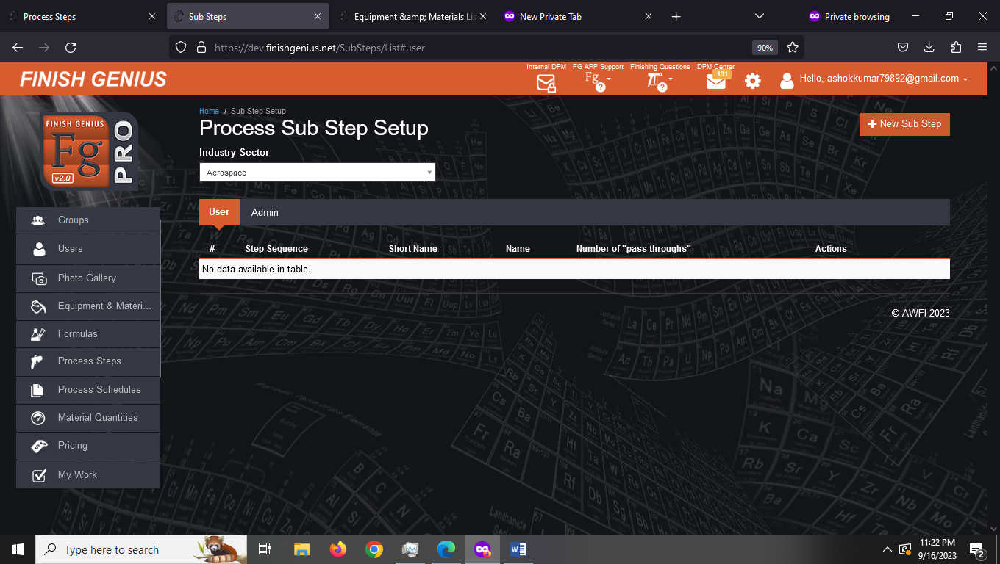 Process Steps
Sub Steps
Equipment &amp; Materials Lis
New Private Tab
Private browsing
https://dev.finishgenius.net/SubSteps/List#user
90%
FINISH GENIUS
Internal DPM
FG APP Support
Finishing Questions
DPM Center
131
Hello, ashokkumar79892@gmail.com
FINISH GENIUS
Fg
v2.0
PRO
Home / Sub Step Setup
Process Sub Step Setup
New Sub Step
Industry Sector
Aerospace
User
Admin
# Step Sequence Short Name Name Number of "pass throughs" Actions
No data available in table
© AWFI 2023
Groups
Users
Photo Gallery
Equipment & Materi...
Formulas
Process Steps
Process Schedules
Material Quantities
Pricing
My Work
Type here to search
11:22 PM
9/16/2023
2